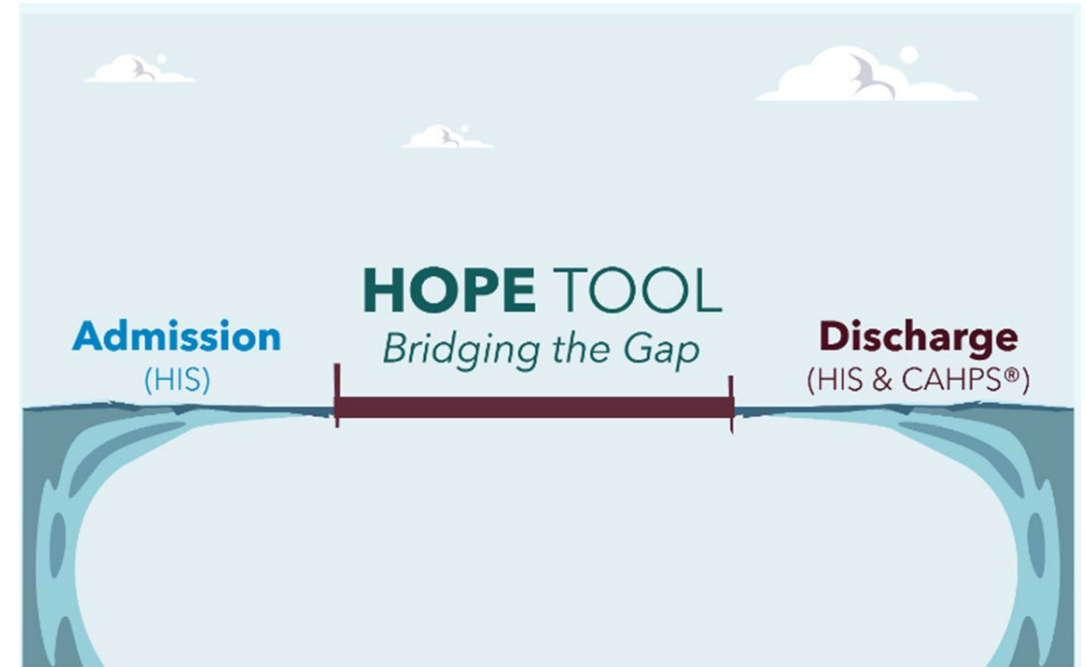 HOPE TOOL
Bridging the Gap
Admission
(HIS)
Discharge
(HIS & CAHPS®)